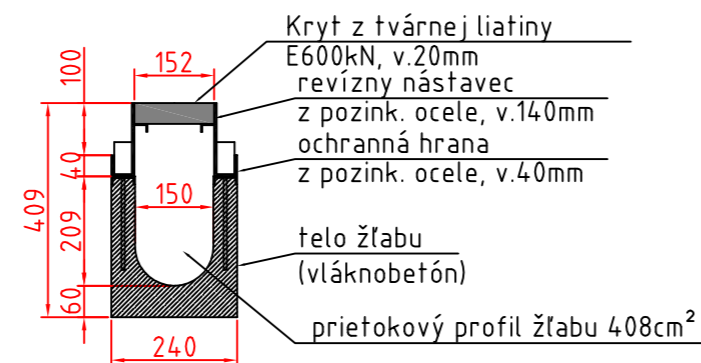 Kryt z tvárnej liatiny
E600kN, v.20mm
revízny nástavec
z pozink. ocele, v.140mm
ochranná hrana
z pozink. ocele, v.40mm
telo žľabu
(vláknobetón)
prietokový profil žľabu 408cm²
152
100
40
409
150
209
60
240